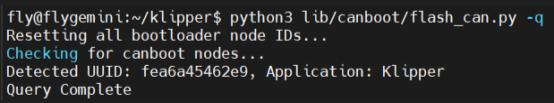 fly@flygemini:~/klipper$ python3 lib/canboot/flash_can.py -q
Resetting all bootloader node IDs...
Checking for canboot nodes...
Detected UUID: fea6a45462e9, Application: Klipper
Query Complete